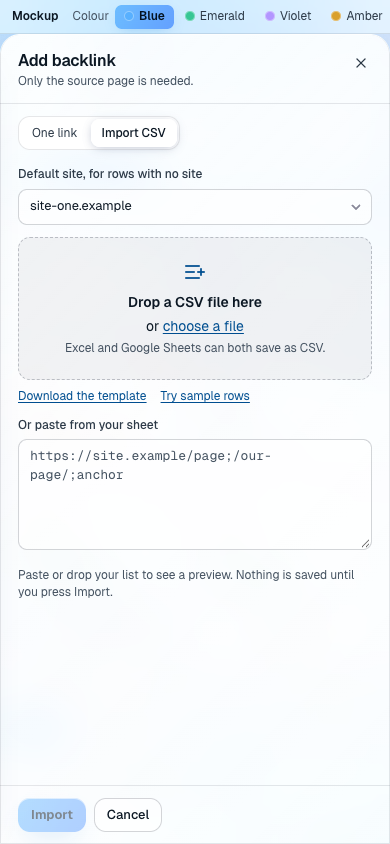 Mockup Colour Blue Emerald Violet Amber
Add backlink
Only the source page is needed.
One link Import CSV
Default site, for rows with no site
site-one.example
Drop a CSV file here
or choose a file
Excel and Google Sheets can both save as CSV.
Download the template Try sample rows
Or paste from your sheet
https://site.example/page;/our-
page/;anchor
Paste or drop your list to see a preview. Nothing is saved until
you press Import.
Import Cancel